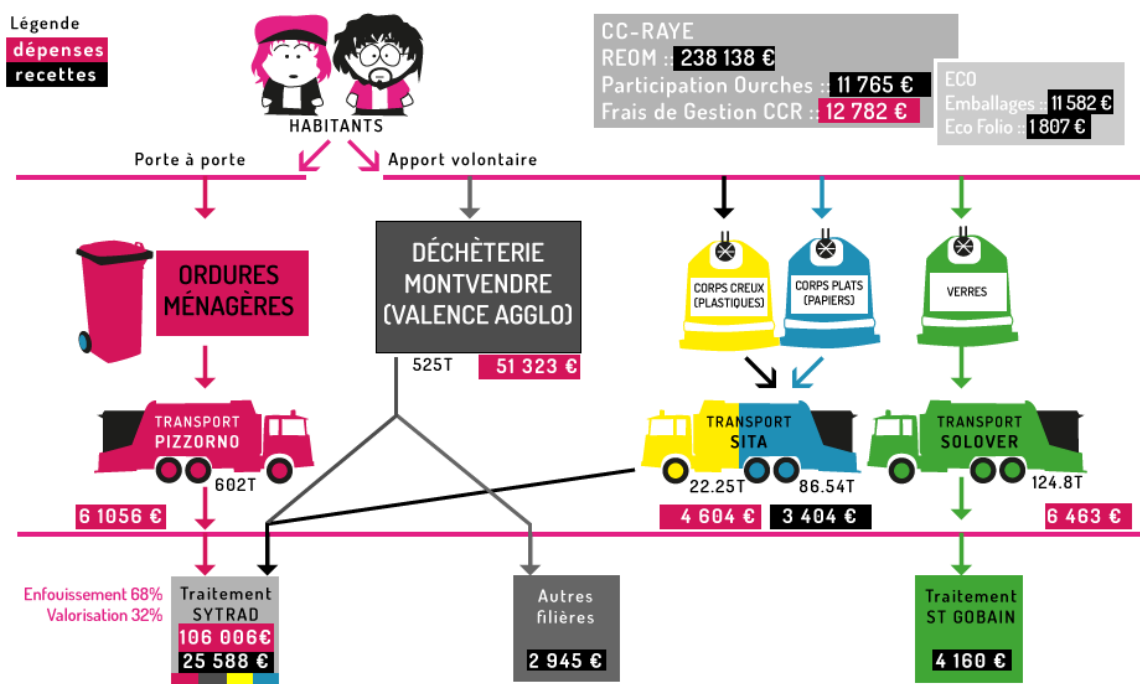 Légende
dépenses
recettes
HABITANTS
CC-RAYE
REOM :: 238 138 €
Participation Ourches :: 11 765 €
Frais de Gestion CCR :: 12 782 €
ECO
Emballages :: 11 582 €
Eco Folio :: 1 807 €
Porte à porte
Apport volontaire
ORDURES
MÉNAGÈRES
DÉCHÈTERIE
MONTVENDRE
(VALENCE AGGLO)
CORPS CREUX
(PLASTIQUES)
CORPS PLATS
(PAPIERS)
VERRES
525T
51 323 €
TRANSPORT
PIZZORNO
602T
TRANSPORT
SITA
22.25T
86.54T
TRANSPORT
SOLOVER
124.8T
6 1056 €
4 604 €
3 404 €
6 463 €
Enfouissement 68%
Valorisation 32%
Traitement
SYTRAD
106 006€
25 588 €
Autres
filières
2 945 €
Traitement
ST GOBAIN
4 160 €